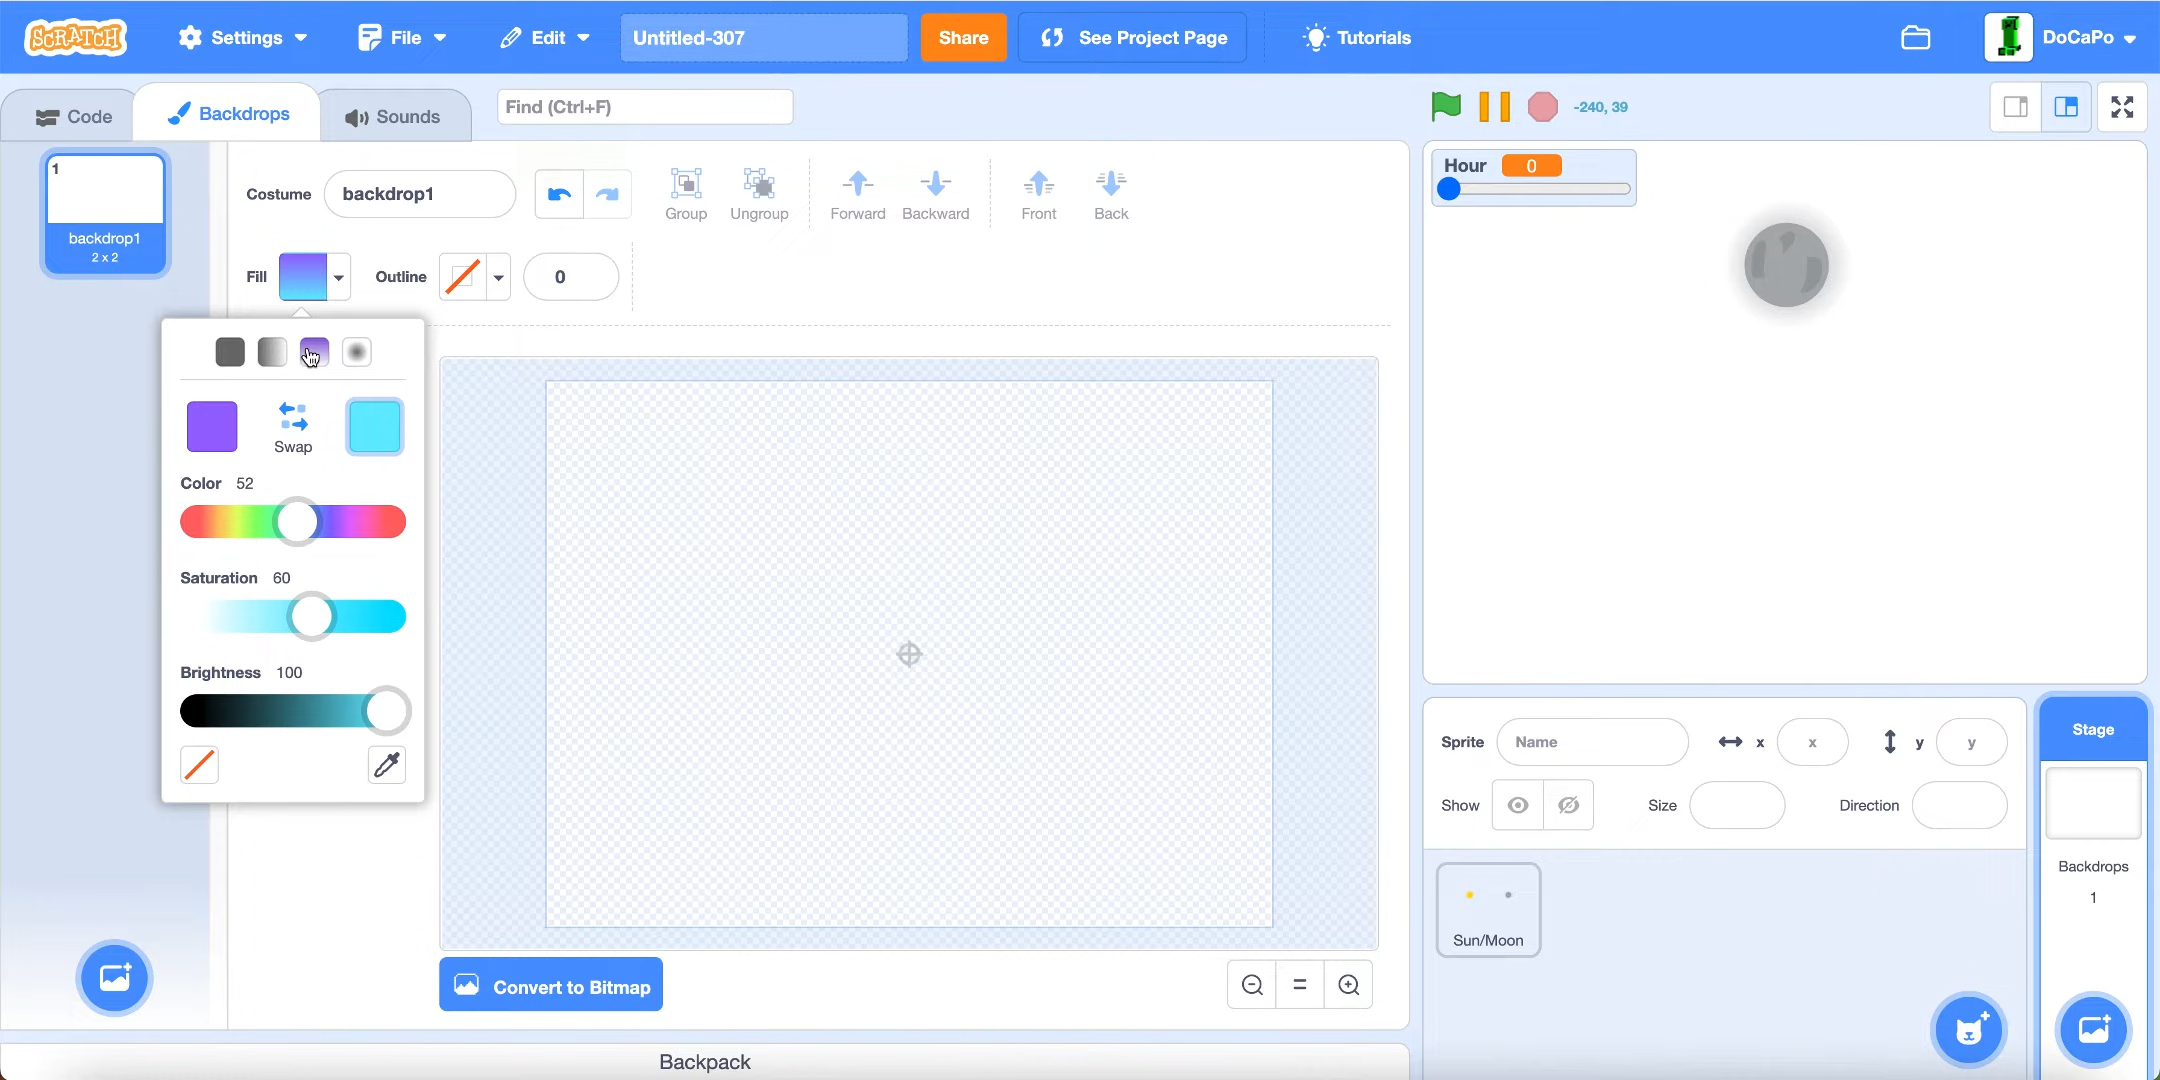 SCRATCH
Settings
File
Edit
Untitled-307
Share
See Project Page
Tutorials
DoCaPo
Code
Backdrops
Sounds
Find (Ctrl+F)
-240, 39
1
backdrop1
2 x 2
Costume
backdrop1
Group
Ungroup
Forward
Backward
Front
Back
Fill
Outline
0
Swap
Color 52
Saturation 60
Brightness 100
Convert to Bitmap
Backpack
Hour 0
Sprite
Name
x
x
y
y
Show
Size
Direction
Sun/Moon
Stage
Backdrops
1